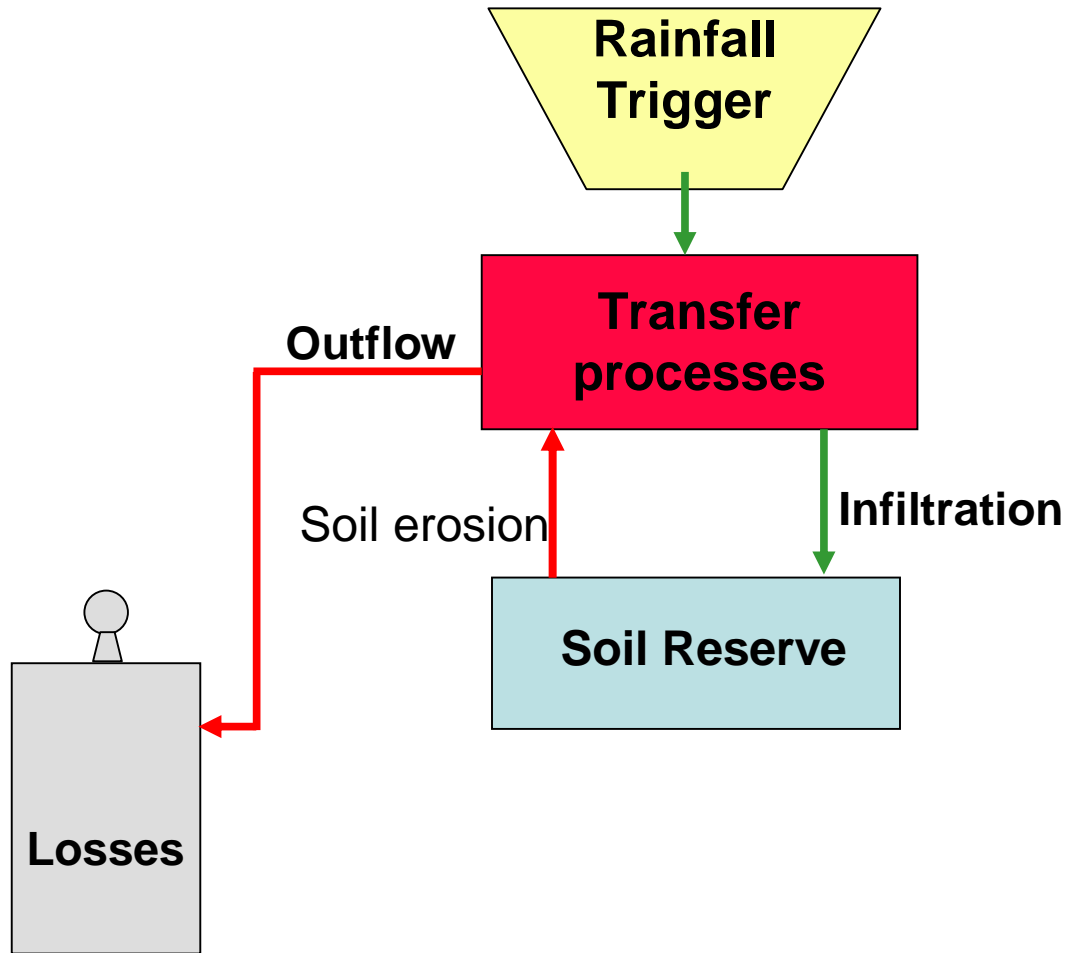 Rainfall
Trigger
Transfer
processes
Outflow
Soil erosion
Infiltration
Soil Reserve
Losses